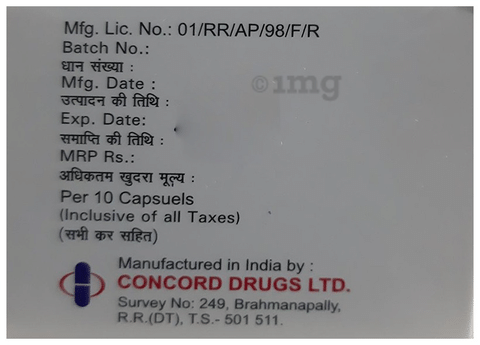 Mfg. Lic. No.: 01/RR/AP/98/F/R
Batch No.:
धान संख्या :
Mfg. Date :
उत्पादन की तिथि :
Exp. Date:
समाप्ति की तिथि :
MRP Rs.:
अधिकतम खुदरा मूल्य :
Per 10 Capsuels
(Inclusive of all Taxes)
(सभी कर सहित)
©1mg
Manufactured in India by :
CONCORD DRUGS LTD.
Survey No: 249, Brahmanapally,
R.R.(DT), T.S.- 501 511.